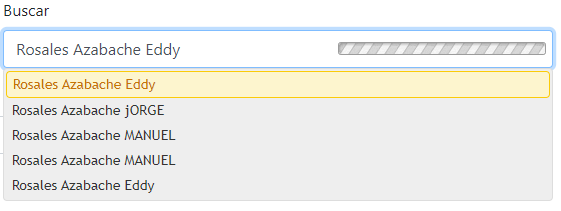 Buscar
Rosales Azabache Eddy
Rosales Azabache Eddy
Rosales Azabache jORGE
Rosales Azabache MANUEL
Rosales Azabache MANUEL
Rosales Azabache Eddy